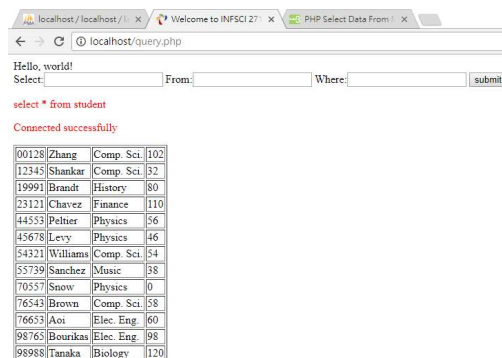 localhost / localhost / l
Welcome to INFSCI 271
PHP Select Data From
localhost/query.php
Hello, world!
Select: From: Where: submit
select * from student
Connected successfully
00128 Zhang Comp. Sci. 102
12345 Shankar Comp. Sci. 32
19991 Brandt History 80
23121 Chavez Finance 110
44553 Peltier Physics 56
45678 Levy Physics 46
54321 Williams Comp. Sci. 54
55739 Sanchez Music 38
70557 Snow Physics 0
76543 Brown Comp. Sci. 58
76653 Aoi Elec. Eng. 60
98765 Bourikas Elec. Eng. 98
98988 Tanaka Biology 120